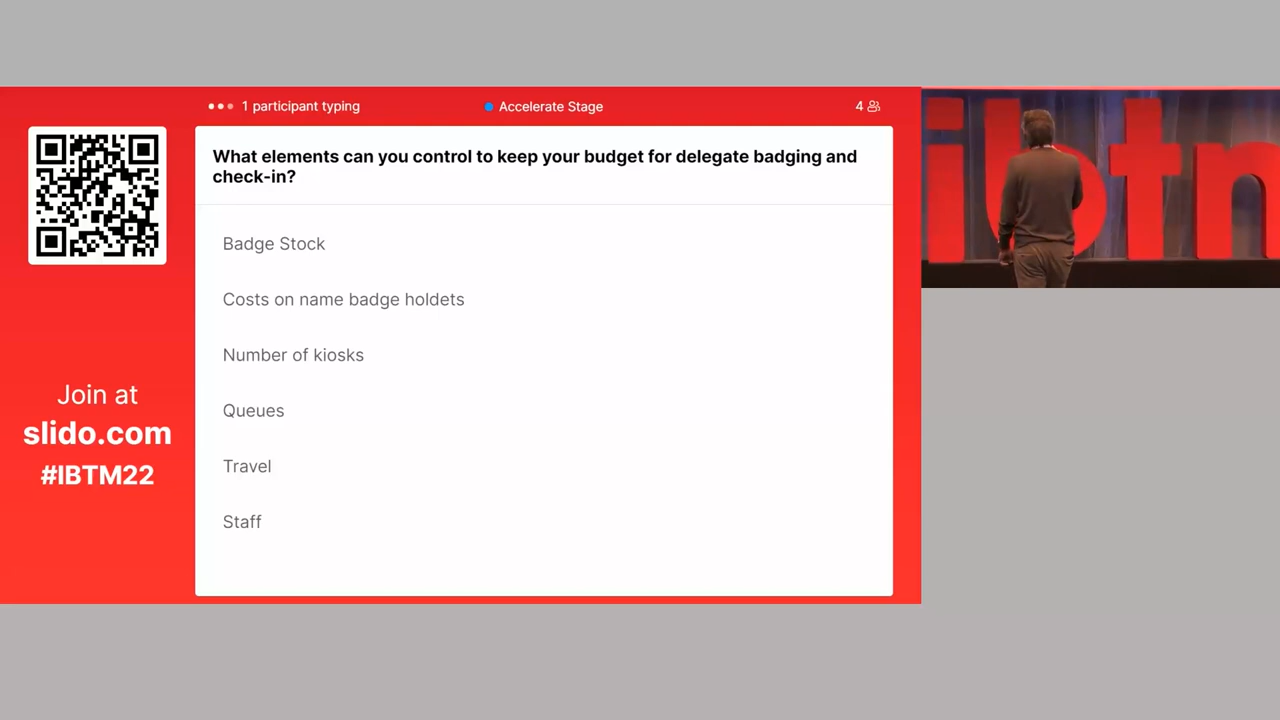 1 participant typing
Accelerate Stage
4
What elements can you control to keep your budget for delegate badging and
check-in?
Badge Stock
Costs on name badge holdets
Number of kiosks
Queues
Travel
Staff
Join at
slido.com
#IBTM22
ibtm